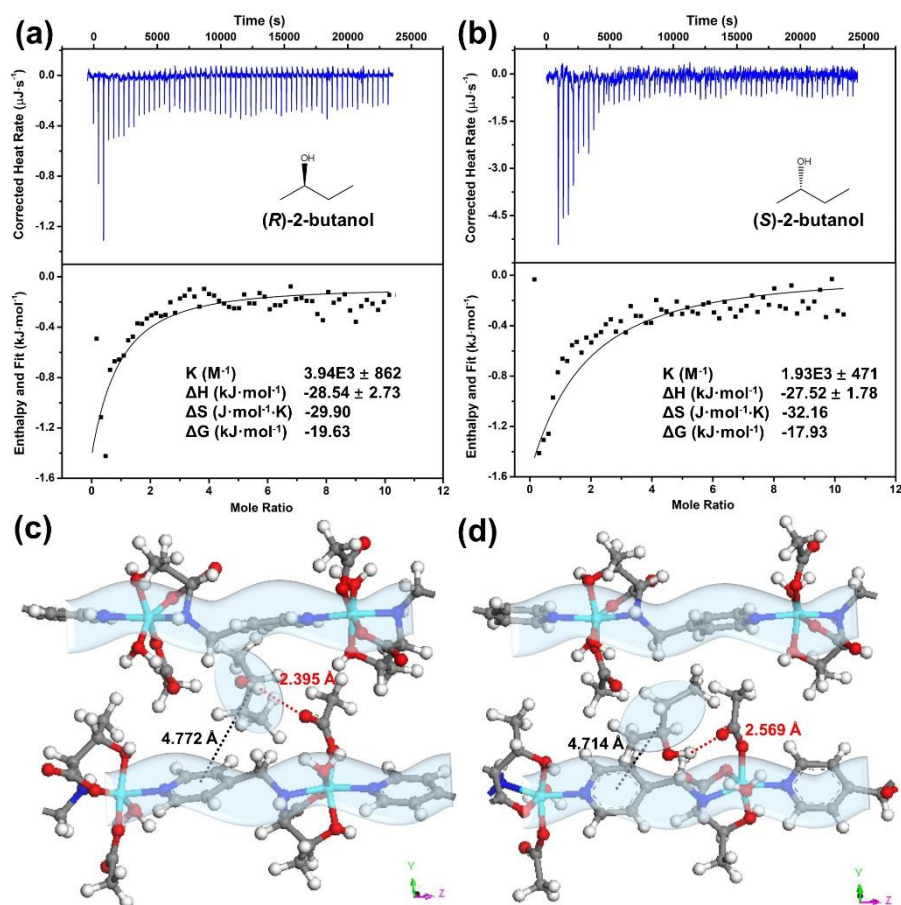 (a)
Time (s)
0 5000 10000 15000 20000 25000
0.0
-0.4
-0.8
-1.2
Corrected Heat Rate (μJ·s⁻¹)
OH
(R)-2-butanol
0.0
-0.4
-0.8
-1.2
-1.6
Enthalpy and Fit (kJ·mol⁻¹)
K (M⁻¹) 3.94E3 ± 862
ΔH (kJ·mol⁻¹) -28.54 ± 2.73
ΔS (J·mol⁻¹·K) -29.90
ΔG (kJ·mol⁻¹) -19.63
0 2 4 6 8 10 12
Mole Ratio
(b)
Time (s)
0 5000 10000 15000 20000 25000
0.0
-1.5
-3.0
-4.5
Corrected Heat Rate (μJ·s⁻¹)
OH
(S)-2-butanol
0.0
-0.4
-0.8
-1.2
-1.6
Enthalpy and Fit (kJ·mol⁻¹)
K (M⁻¹) 1.93E3 ± 471
ΔH (kJ·mol⁻¹) -27.52 ± 1.78
ΔS (J·mol⁻¹·K) -32.16
ΔG (kJ·mol⁻¹) -17.93
0 2 4 6 8 10 12
Mole Ratio
(c)
2.395 Å
4.772 Å
Y
Z
(d)
4.714 Å
2.569 Å
Y
Z